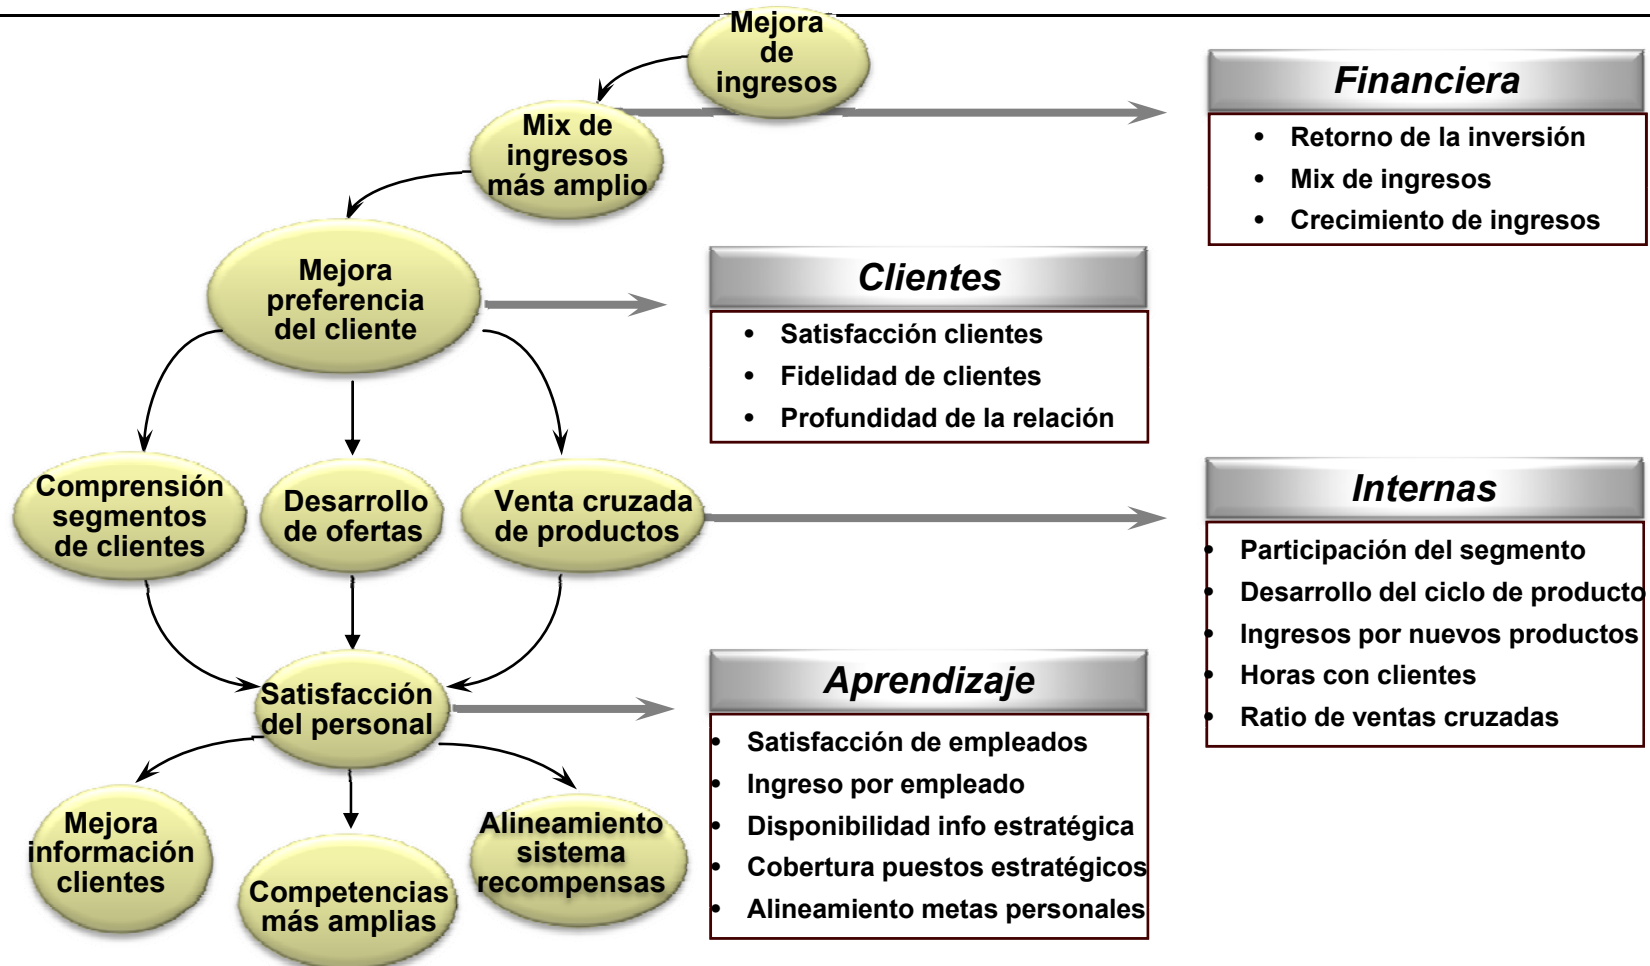 Mejora
de
ingresos
Mix de
ingresos
más amplio
Financiera
• Retorno de la inversión
• Mix de ingresos
• Crecimiento de ingresos
Mejora
preferencia
del cliente
Clientes
• Satisfacción clientes
• Fidelidad de clientes
• Profundidad de la relación
Comprensión
segmentos
de clientes
Desarrollo
de ofertas
Venta cruzada
de productos
Internas
• Participación del segmento
• Desarrollo del ciclo de producto
• Ingresos por nuevos productos
• Horas con clientes
• Ratio de ventas cruzadas
Satisfacción
del personal
Aprendizaje
• Satisfacción de empleados
• Ingreso por empleado
• Disponibilidad info estratégica
• Cobertura puestos estratégicos
• Alineamiento metas personales
Mejora
información
clientes
Competencias
más amplias
Alineamiento
sistema
recompensas